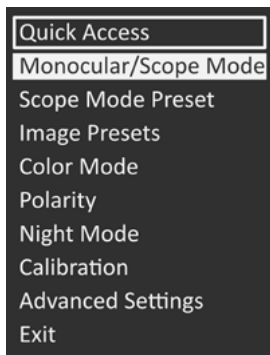 Quick Access
Monocular/Scope Mode
Scope Mode Preset
Image Presets
Color Mode
Polarity
Night Mode
Calibration
Advanced Settings
Exit